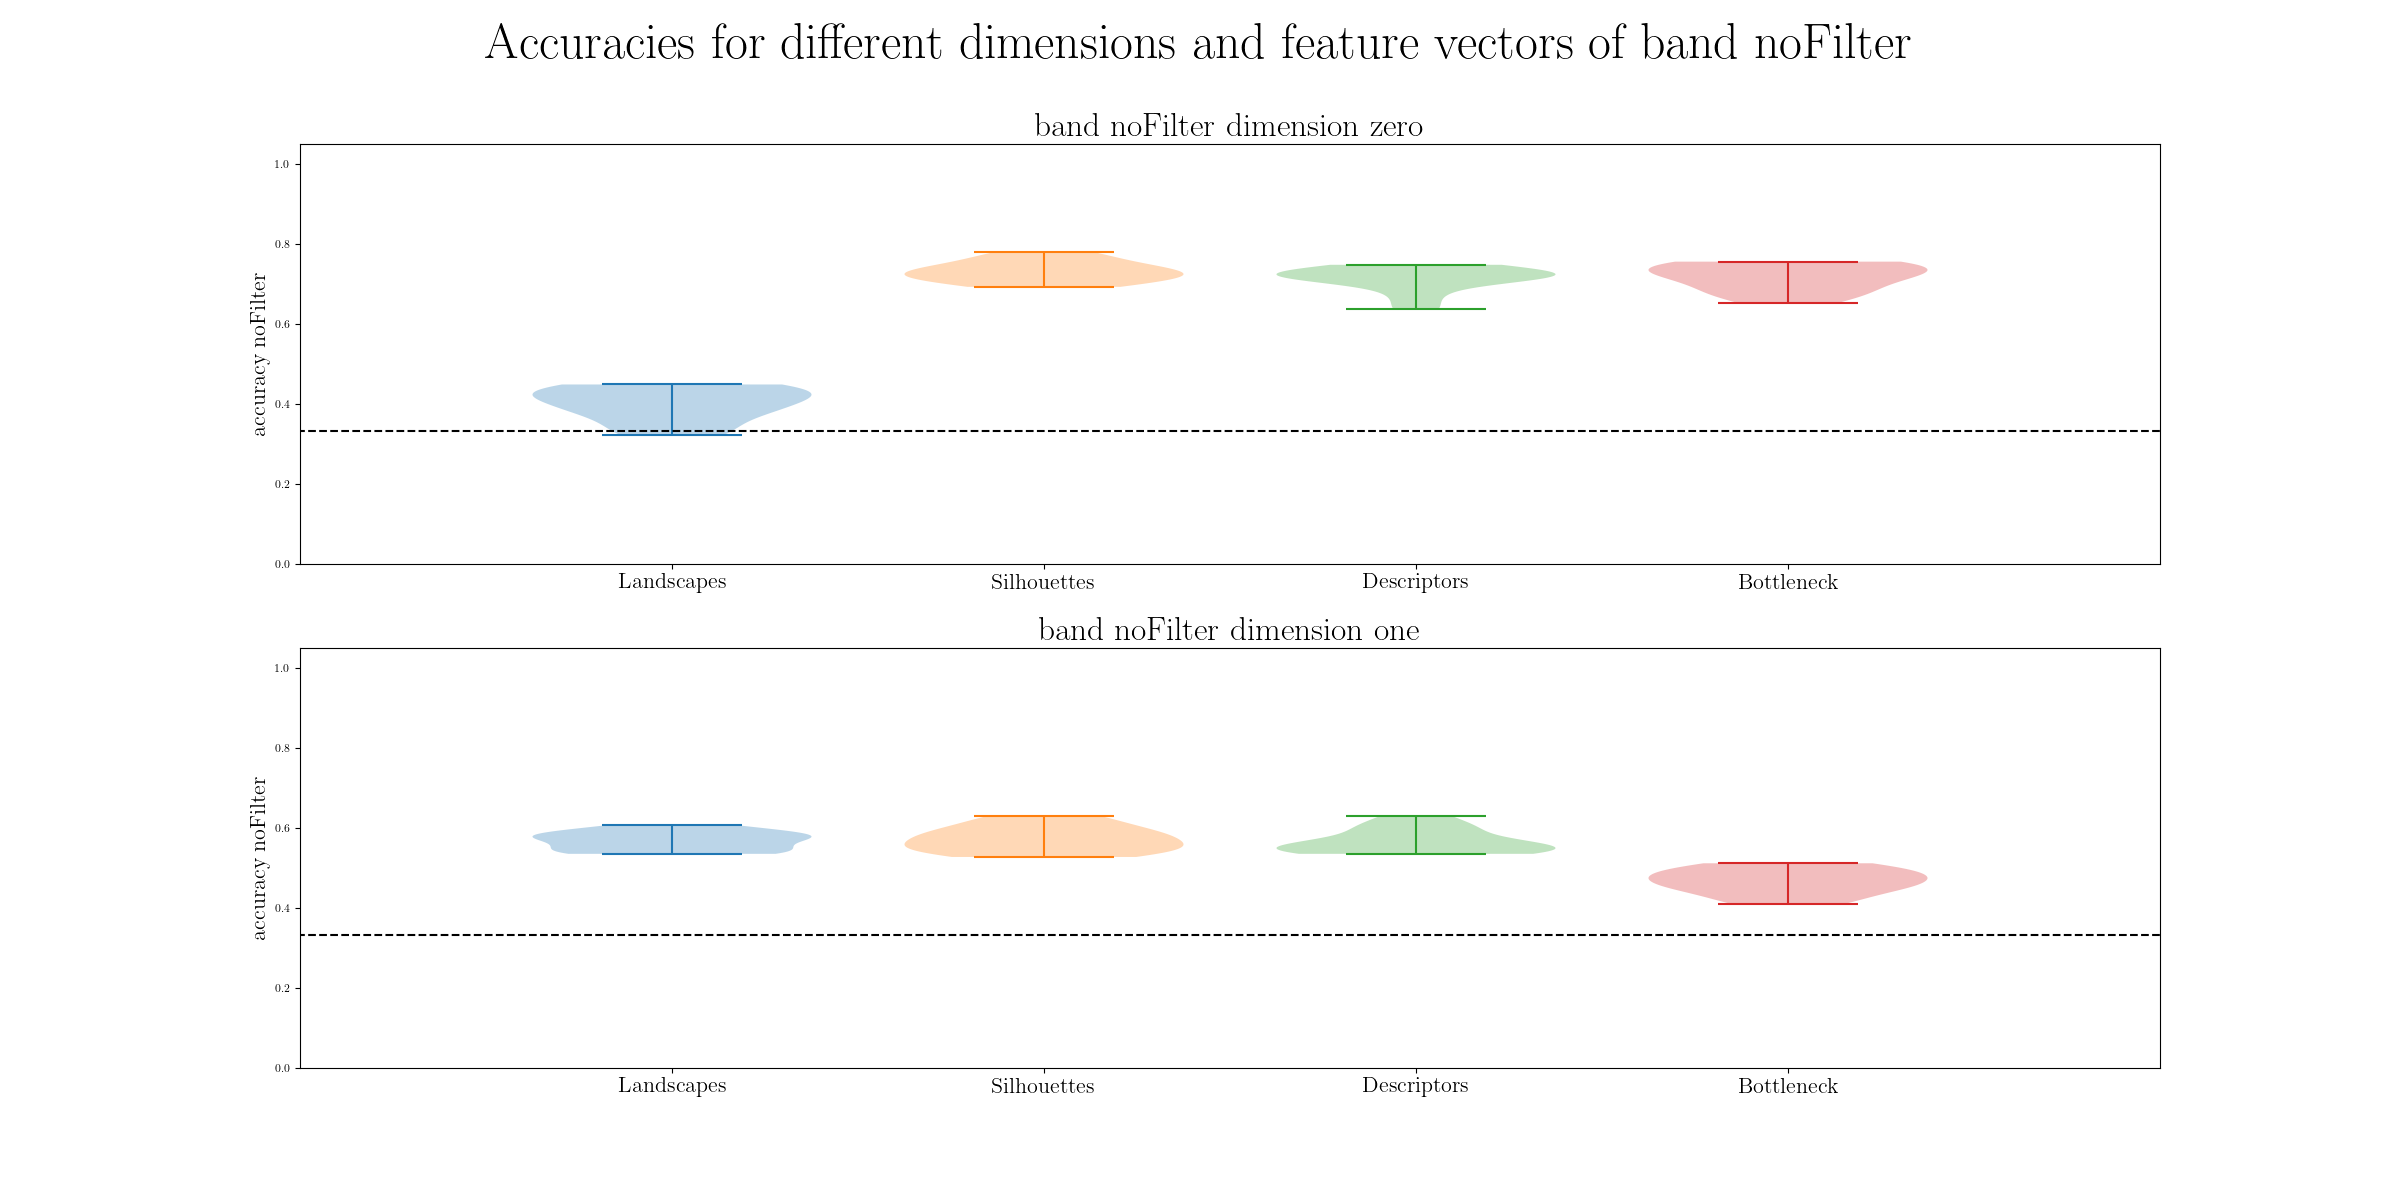 Accuracies for different dimensions and feature vectors of band noFilter
band noFilter dimension zero
accuracy noFilter
1.0
0.8
0.6
0.4
0.2
0.0
Landscapes Silhouettes Descriptors Bottleneck
band noFilter dimension one
accuracy noFilter
1.0
0.8
0.6
0.4
0.2
0.0
Landscapes Silhouettes Descriptors Bottleneck